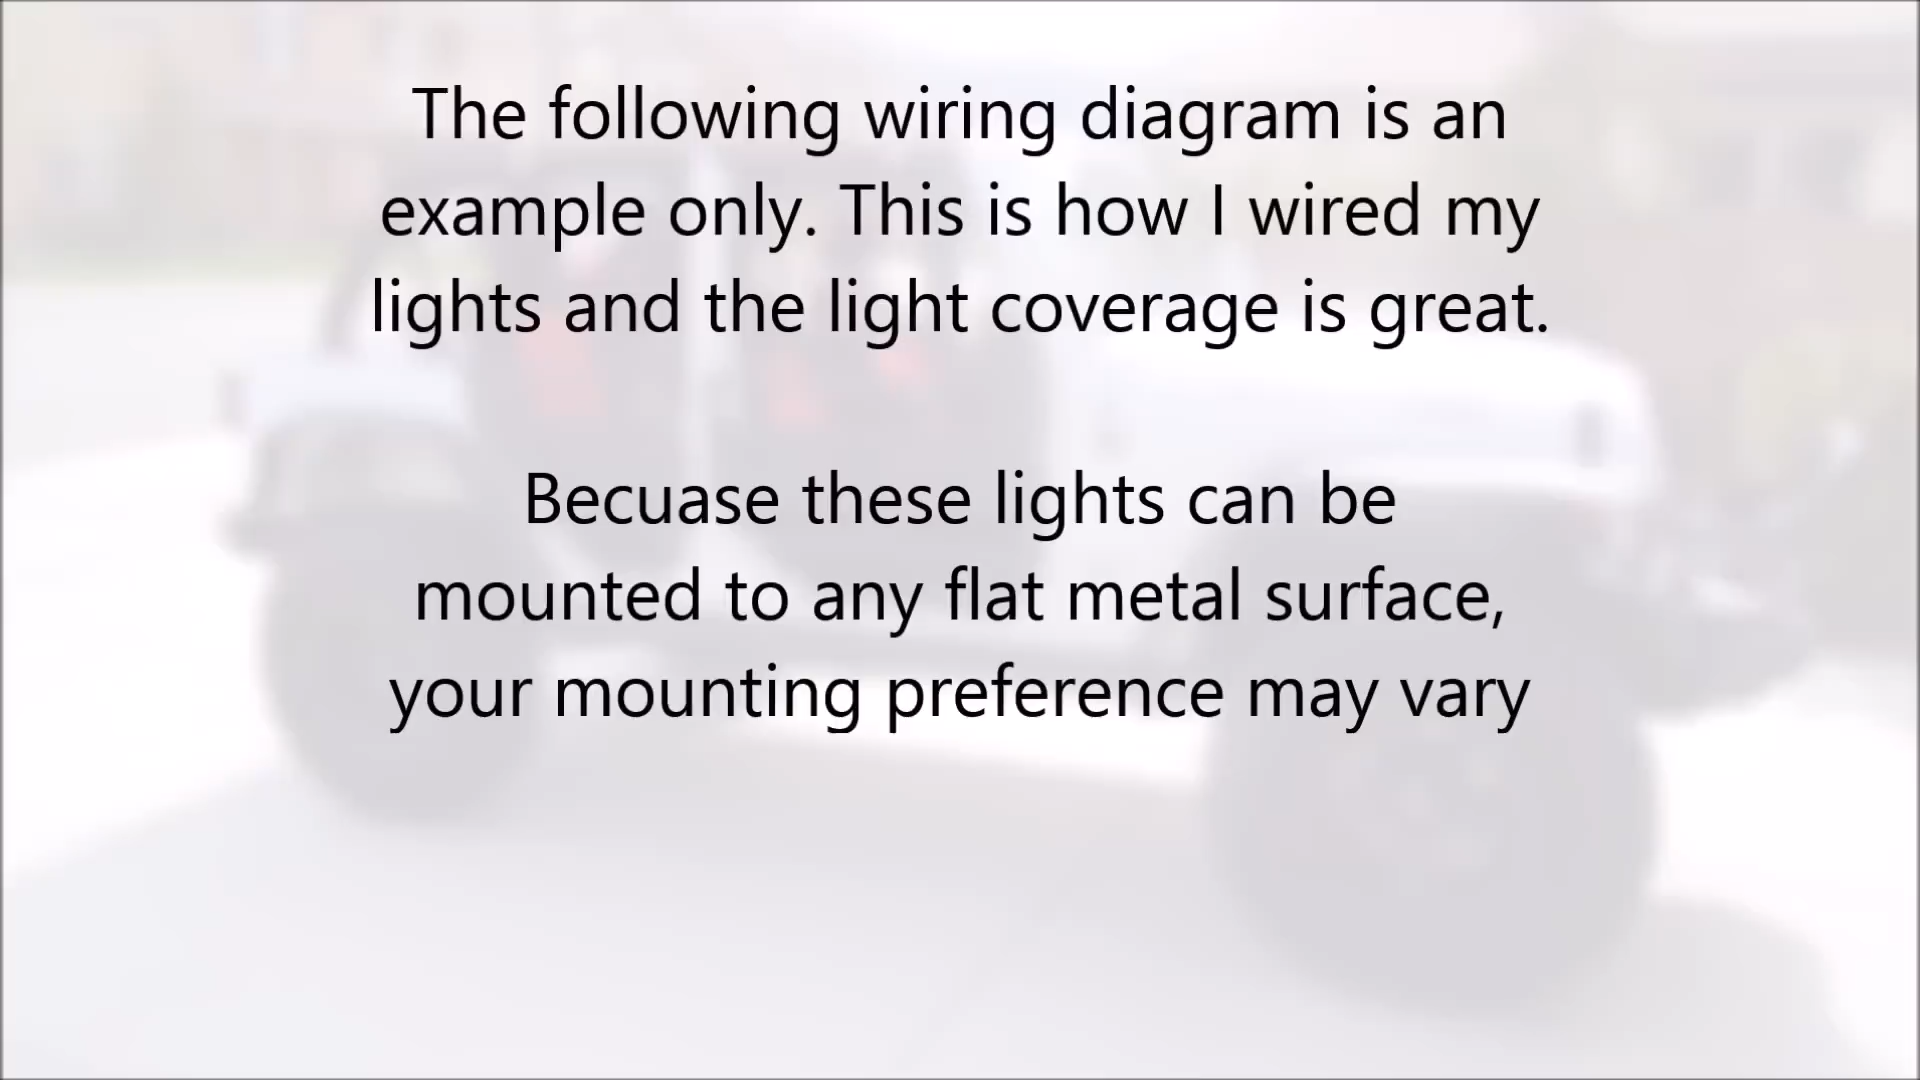 The following wiring diagram is an
example only. This is how I wired my
lights and the light coverage is great.
Becuase these lights can be
mounted to any flat metal surface,
your mounting preference may vary